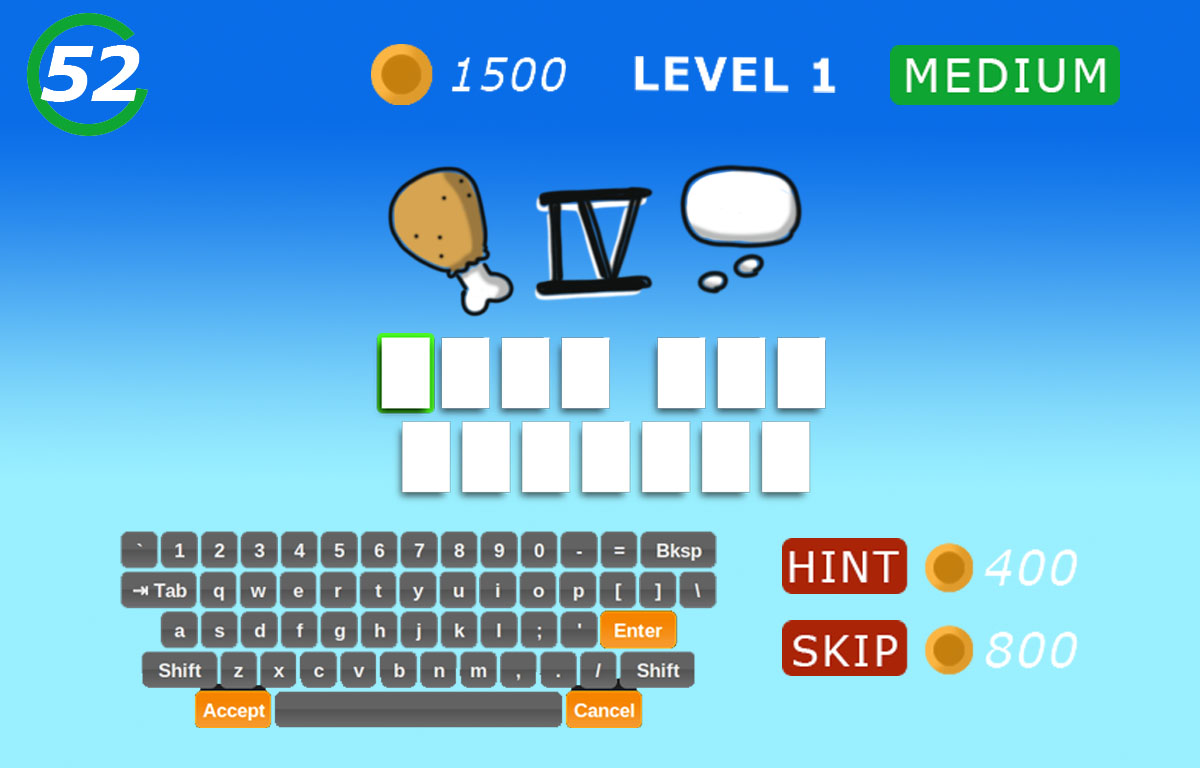 52 1500 LEVEL 1 MEDIUM
IV
` 1 2 3 4 5 6 7 8 9 0 - = Bksp
⇥ Tab q w e r t y u i o p [ ] \
a s d f g h j k l ; ' Enter
Shift z x c v b n m , . / Shift
Accept Cancel
HINT 400
SKIP 800